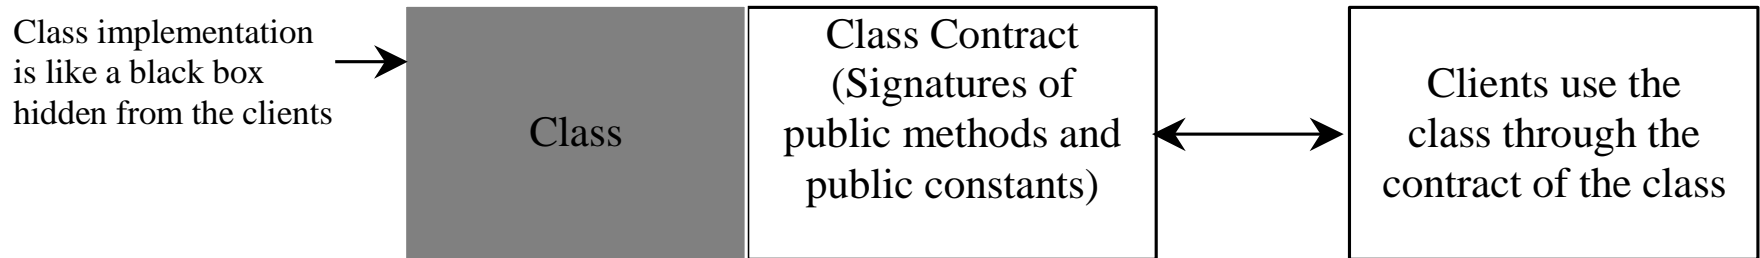 Class implementation
is like a black box
hidden from the clients
Class
Class Contract
(Signatures of
public methods and
public constants)
Clients use the
class through the
contract of the class